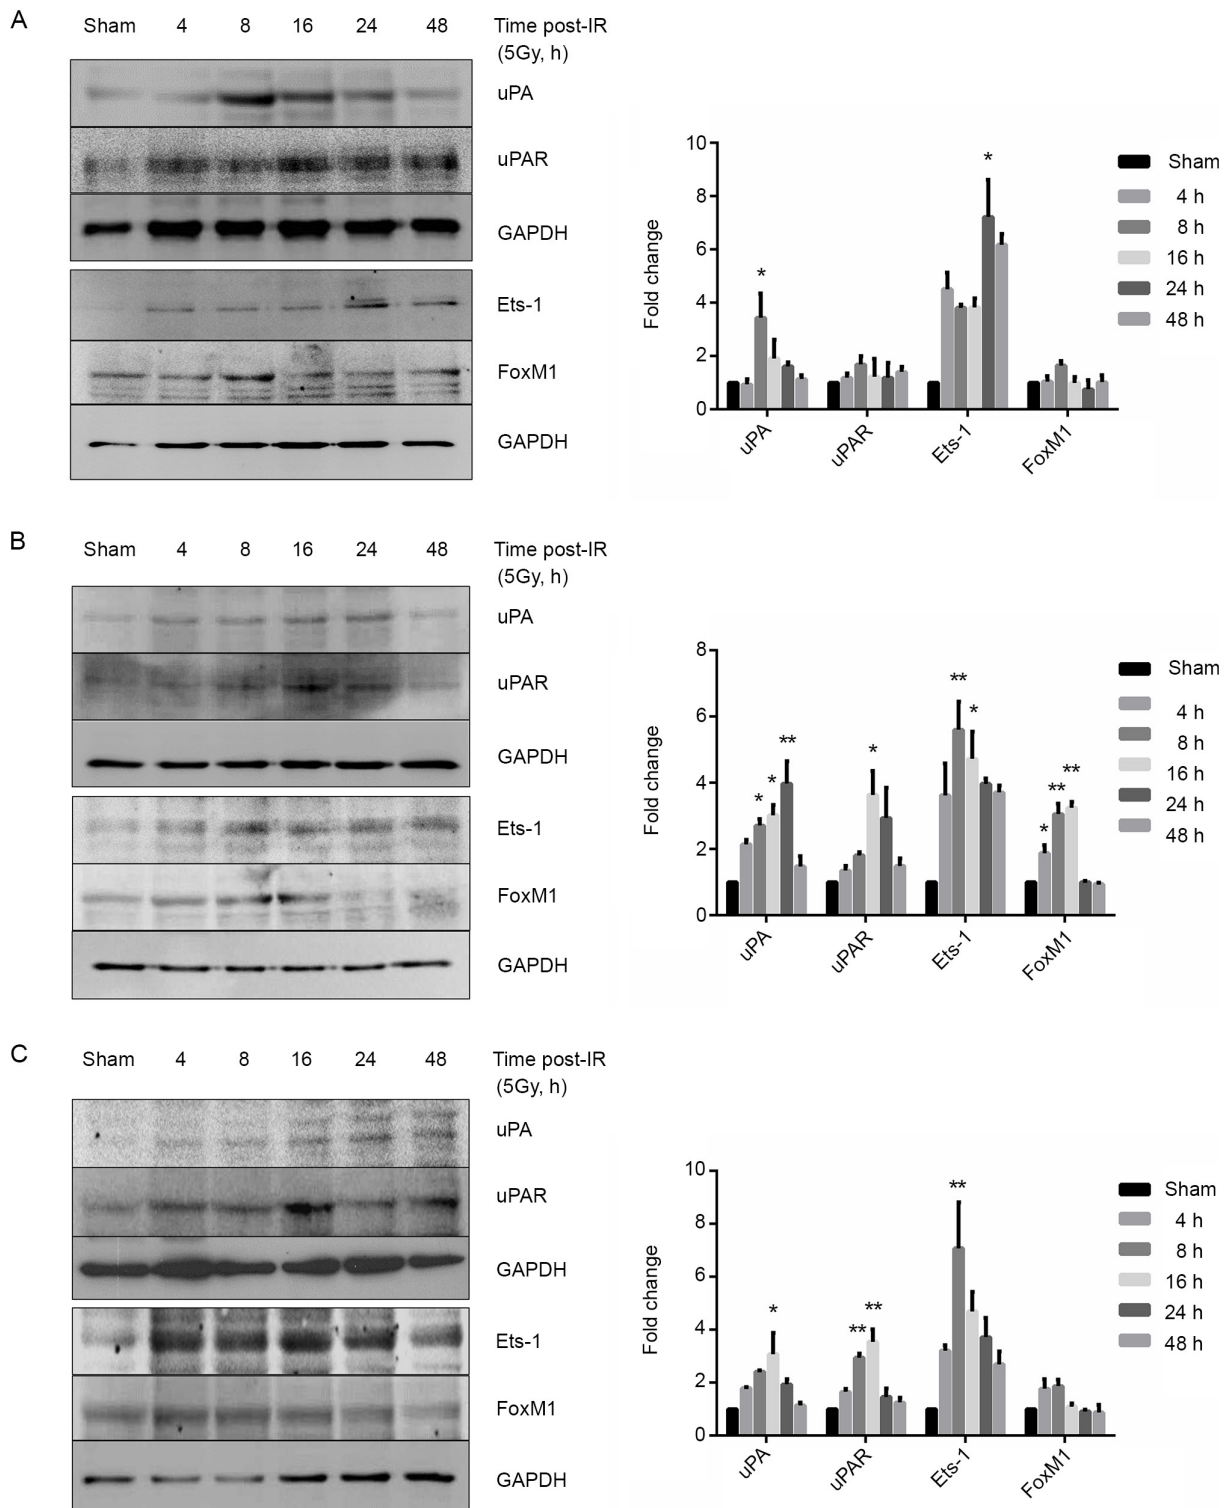 A
Sham 4 8 16 24 48 Time post-IR
(5Gy, h)
uPA
uPAR
GAPDH
Ets-1
FoxM1
GAPDH
Fold change
10
8
6
4
2
0
*
*
uPA uPAR Ets-1 FoxM1
Sham
4 h
8 h
16 h
24 h
48 h
B
Sham 4 8 16 24 48 Time post-IR
(5Gy, h)
uPA
uPAR
GAPDH
Ets-1
FoxM1
GAPDH
Fold change
8
6
4
2
0
* * **
*
** *
* ** **
uPA uPAR Ets-1 FoxM1
Sham
4 h
8 h
16 h
24 h
48 h
C
Sham 4 8 16 24 48 Time post-IR
(5Gy, h)
uPA
uPAR
GAPDH
Ets-1
FoxM1
GAPDH
Fold change
10
8
6
4
2
0
*
** **
**
uPA uPAR Ets-1 FoxM1
Sham
4 h
8 h
16 h
24 h
48 h